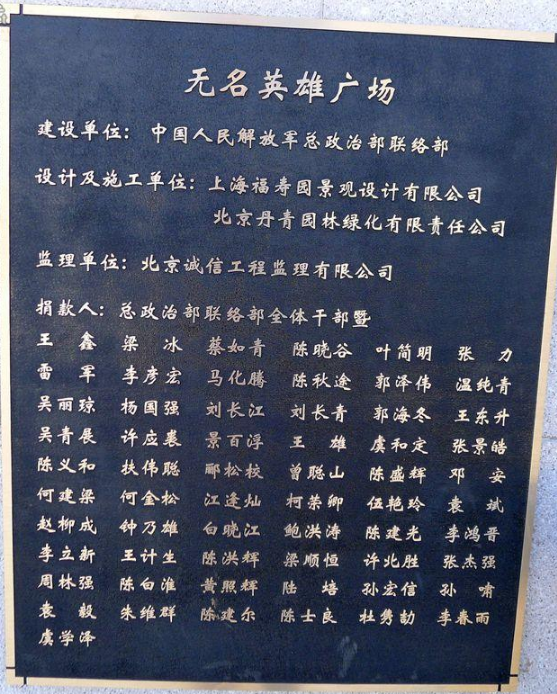 无名英雄广场
建设单位：中国人民解放军总政治部联络部
设计及施工单位：上海福寿园景观设计有限公司
北京丹青园林绿化有限责任公司
监理单位：北京诚信工程监理有限公司
捐款人：总政治部联络部全体干部暨
王鑫 梁冰 蔡如青 陈晓谷 叶简明 张力
雷军 李彦宏 马化腾 陈秋途 郭泽伟 温纯青
吴丽琼 杨国强 刘长江 刘长青 郭海冬 王东升
吴青展 许应裘 景百浮 王雄 虞和定 张景皓
陈义和 扶伟聪 郦松校 曾聪山 陈盛辉 邓安
何建梁 何金松 江逢灿 柯荣卿 伍艳玲 袁斌
赵柳成 钟乃雄 白晓江 鲍洪涛 陈建光 李鸿晋
李立新 王计生 陈洪辉 梁顺恒 许北胜 张杰强
周林强 陈白淮 黄照辉 陆培 孙宏信 孙啸
袁毅 朱维群 陈建尔 陈士良 杜隽劼 李春雨
虞学泽